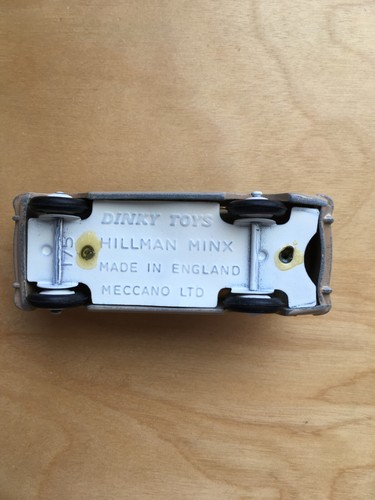 DINKY TOYS
HILLMAN MINX
MADE IN ENGLAND
MECCANO LTD
175